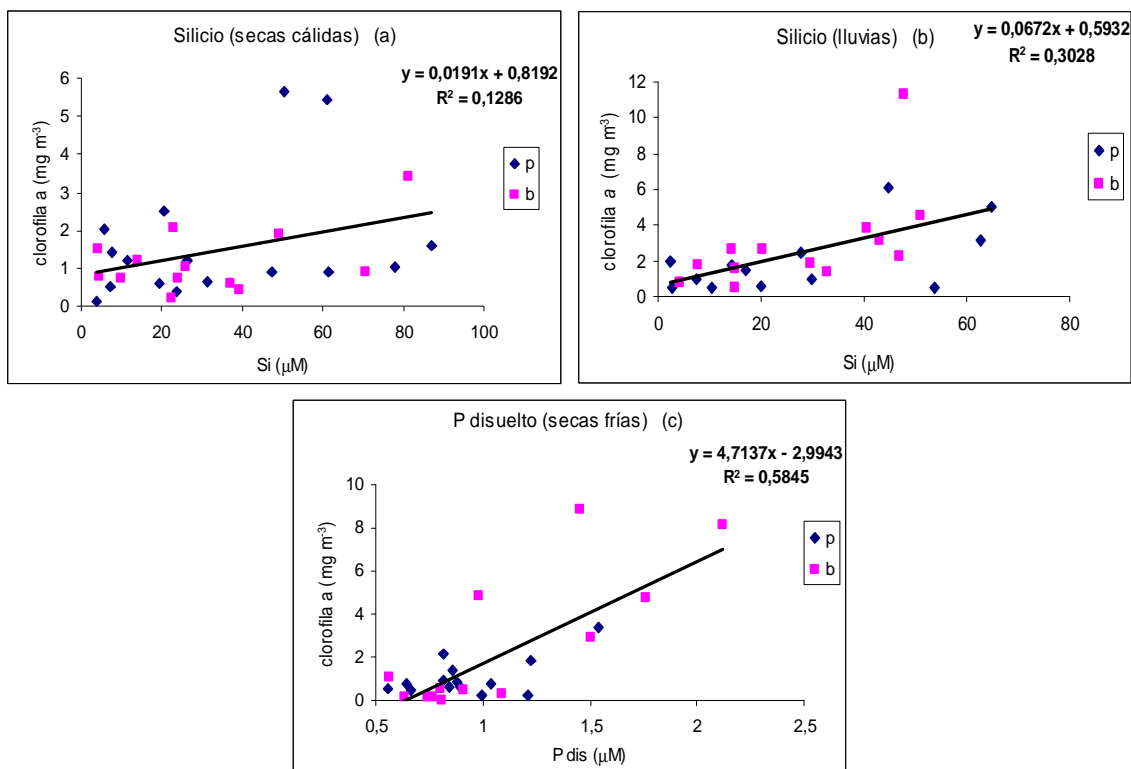 Silicio (secas cálidas) (a)
y = 0,0191x + 0,8192
R² = 0,1286
6
5
4
3
2
1
0
clorofila a (mg m⁻³)
0 20 40 60 80 100
Si (μM)
p
b
Silicio (lluvias) (b)
y = 0,0672x + 0,5932
R² = 0,3028
12
10
8
6
4
2
0
clorofila a (mg m⁻³)
0 20 40 60 80
Si (μM)
p
b
P disuelto (secas frías) (c)
y = 4,7137x - 2,9943
R² = 0,5845
10
8
6
4
2
0
clorofila a (mg m⁻³)
0,5 1 1,5 2 2,5
P dis (μM)
p
b